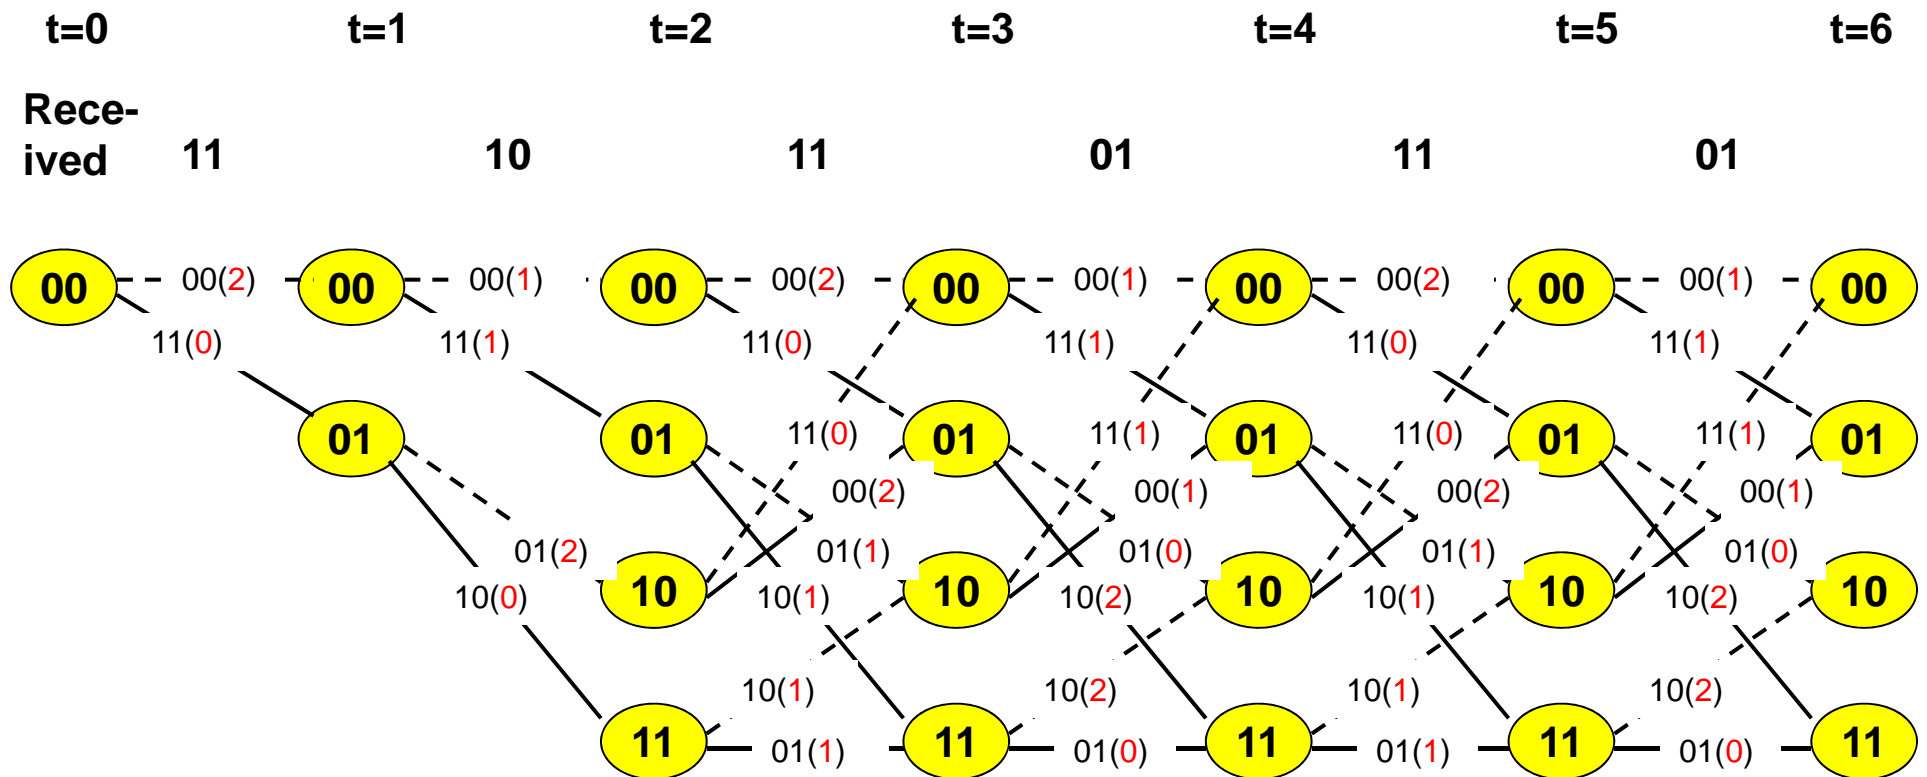 t=0 t=1 t=2 t=3 t=4 t=5 t=6
Rece-
ived 11 10 11 01 11 01
00 00(2) 00 00(1) 00 00(2) 00 00(1) 00 00(2) 00 00(1) 00
11(0) 11(1) 11(0) 11(1) 11(0) 11(1)
01 01 11(0) 01 11(1) 01 11(0) 01 11(1) 01
00(2) 00(1) 00(2) 00(1)
01(2) 01(1) 01(0) 01(1) 01(0)
10(0) 10 10(1) 10 10(2) 10 10(1) 10 10(2) 10
10(1) 10(2) 10(1) 10(2)
11 01(1) 11 01(0) 11 01(1) 11 01(0) 11